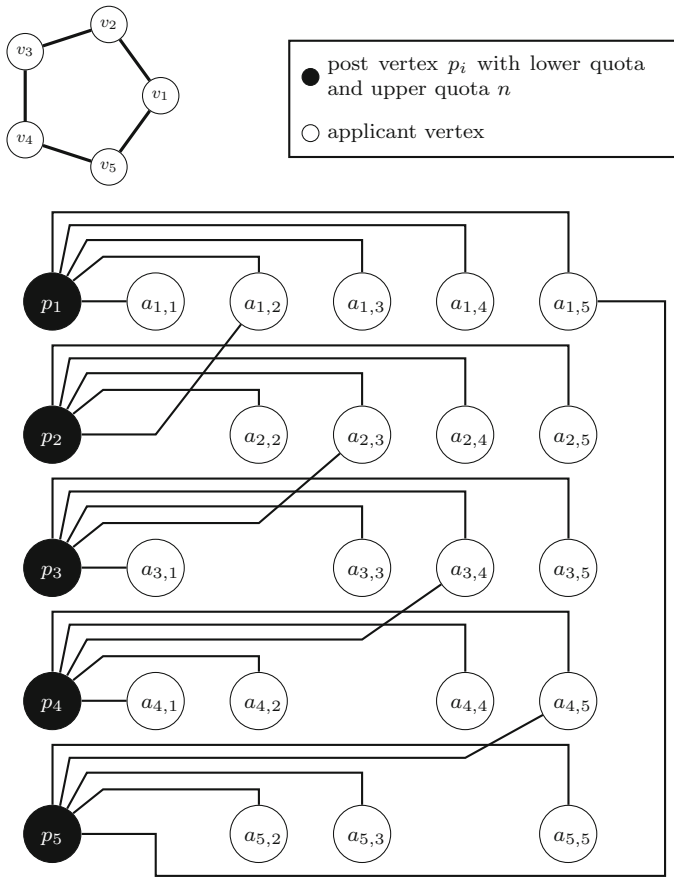 v₂
v₃
v₁
v₄
v₅
post vertex pᵢ with lower quota
and upper quota n
applicant vertex
p₁ a₁,₁ a₁,₂ a₁,₃ a₁,₄ a₁,₅
p₂ a₂,₂ a₂,₃ a₂,₄ a₂,₅
p₃ a₃,₁ a₃,₃ a₃,₄ a₃,₅
p₄ a₄,₁ a₄,₂ a₄,₄ a₄,₅
p₅ a₅,₂ a₅,₃ a₅,₅